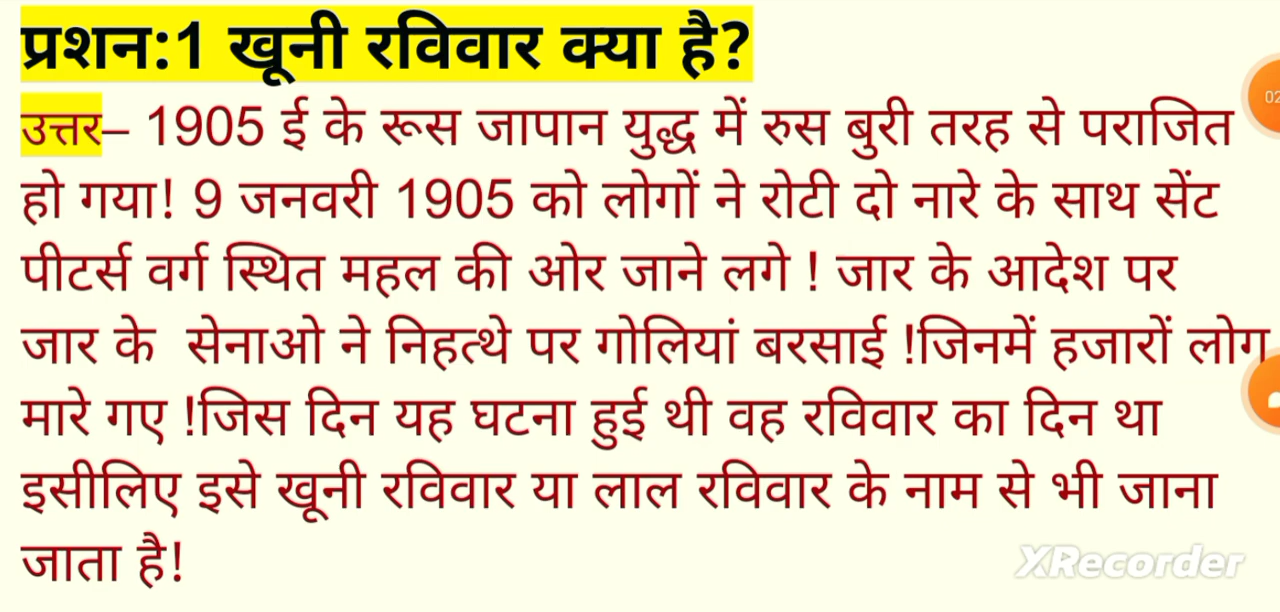 प्रशन:1 खूनी रविवार क्या है?
उत्तर– 1905 ई के रूस जापान युद्ध में रुस बुरी तरह से पराजित
हो गया! 9 जनवरी 1905 को लोगों ने रोटी दो नारे के साथ सेंट
पीटर्स वर्ग स्थित महल की ओर जाने लगे ! जार के आदेश पर
जार के सेनाओ ने निहत्थे पर गोलियां बरसाई !जिनमें हजारों लोग
मारे गए !जिस दिन यह घटना हुई थी वह रविवार का दिन था
इसीलिए इसे खूनी रविवार या लाल रविवार के नाम से भी जाना
जाता है!
XRecorder
02